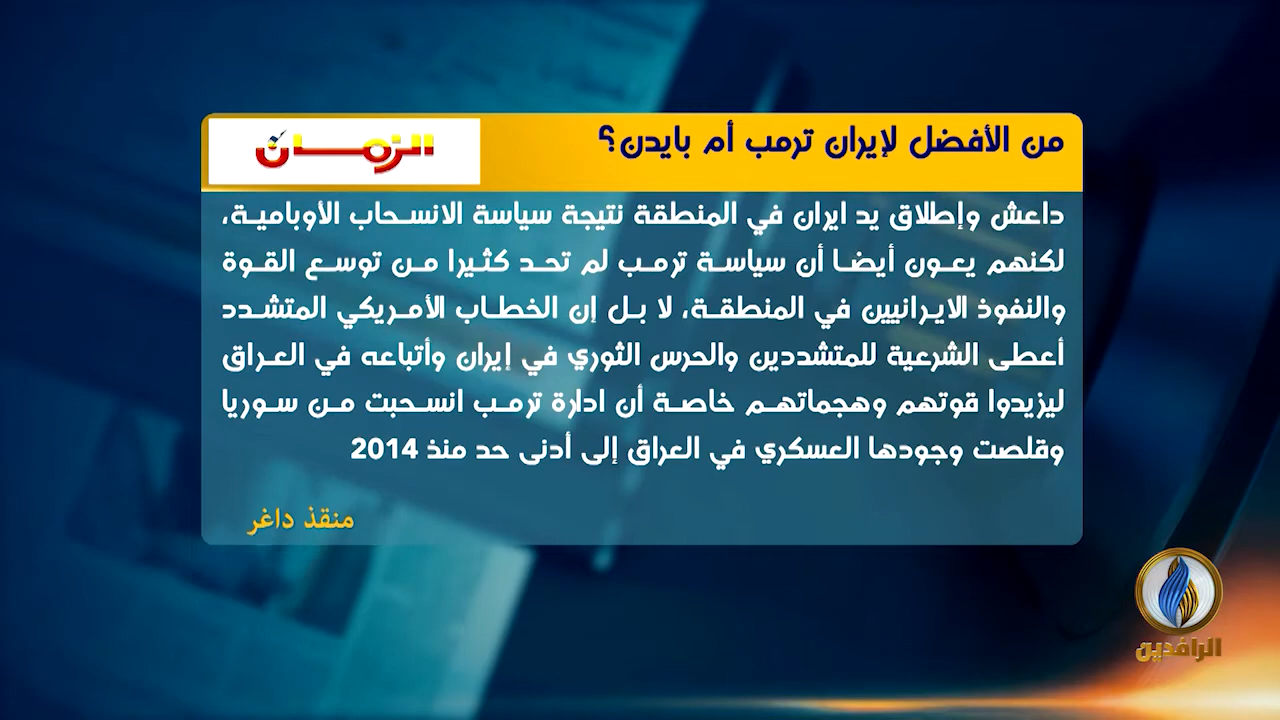 من الأفضل لإيران ترمب أم بايدن؟
الزمان
داعش وإطلاق يد ايران في المنطقة نتيجة سياسة الانسحاب الأوبامية،
لكنهم يعون أيضا أن سياسة ترمب لم تحد كثيرا من توسع القوة
والنفوذ الايرانيين في المنطقة، لا بل إن الخطاب الأمريكي المتشدد
أعطى الشرعية للمتشددين والحرس الثوري في إيران وأتباعه في العراق
ليزيدوا قوتهم وهجماتهم خاصة أن ادارة ترمب انسحبت من سوريا
وقلصت وجودها العسكري في العراق إلى أدنى حد منذ 2014
منقذ داغر
الرافدين